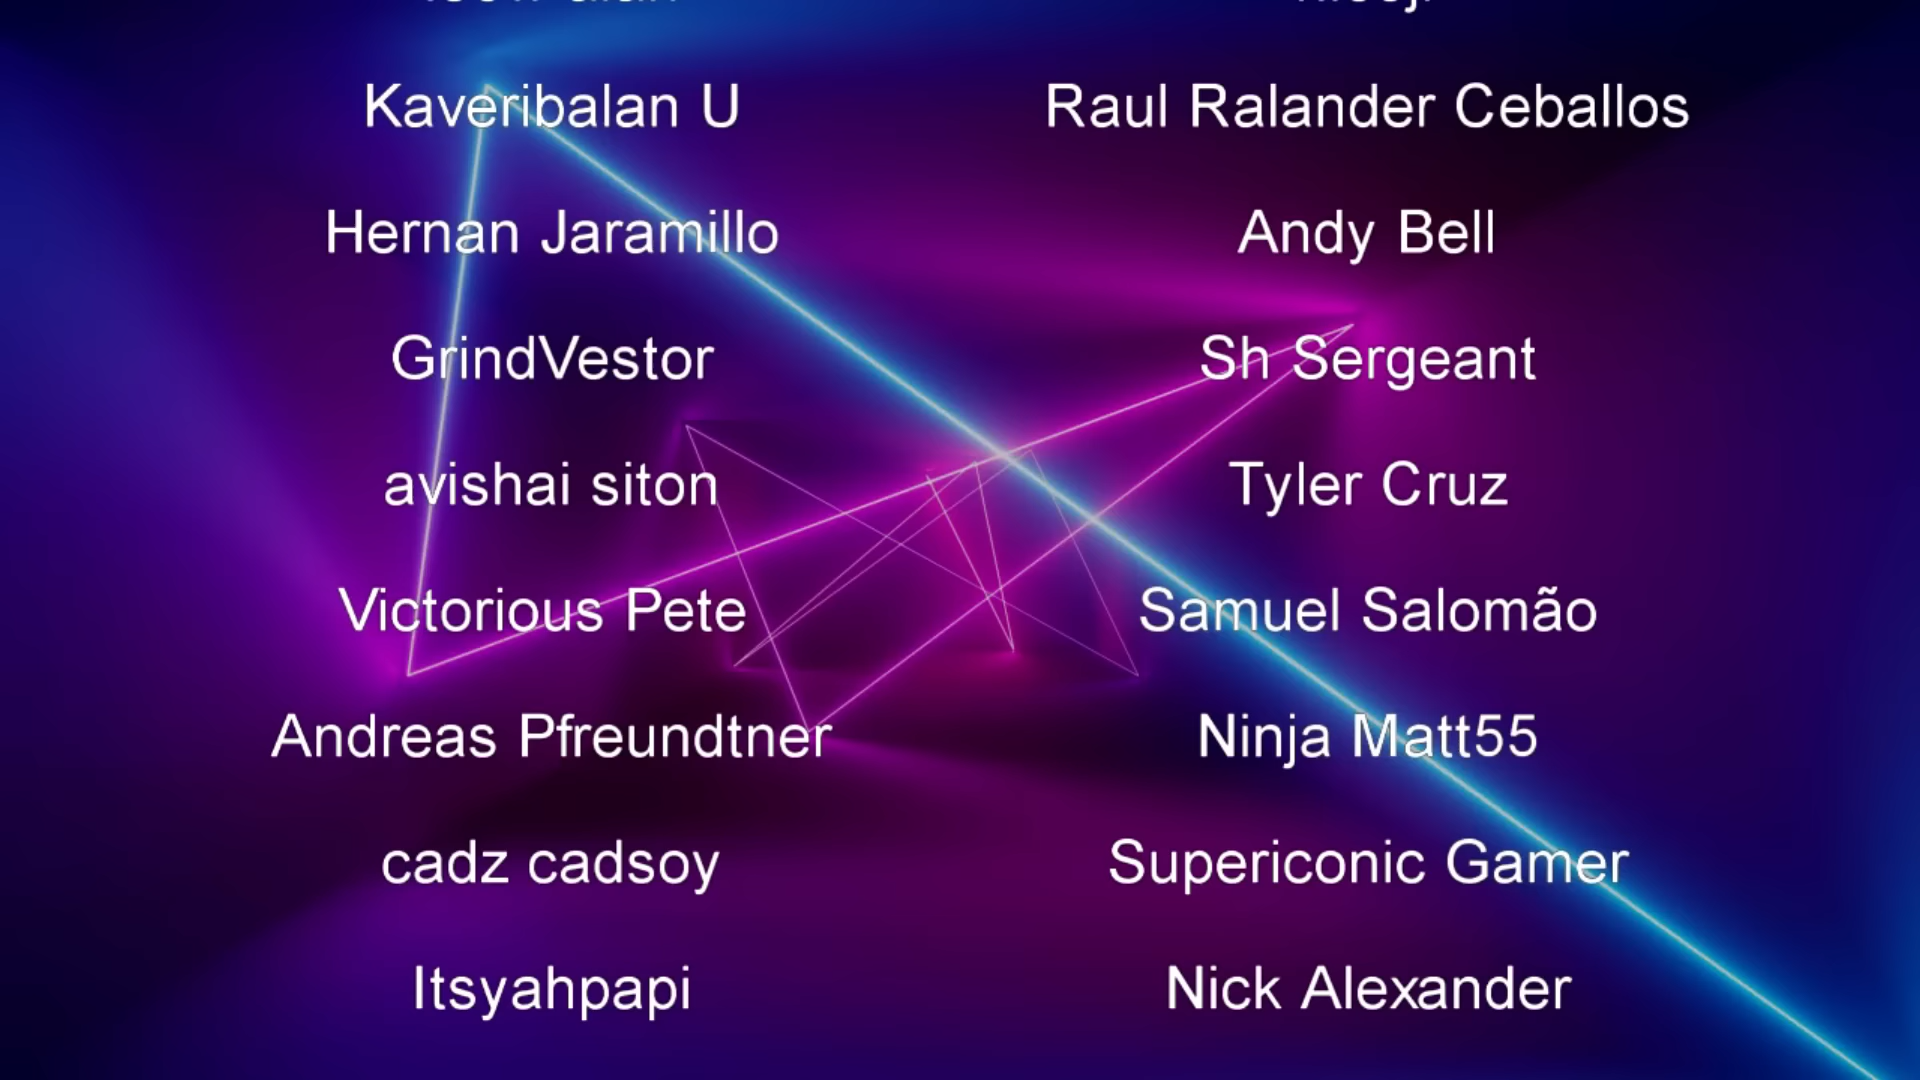 Kaveribalan U
Raul Ralander Ceballos
Hernan Jaramillo
Andy Bell
GrindVestor
Sh Sergeant
avishai siton
Tyler Cruz
Victorious Pete
Samuel Salomão
Andreas Pfreundtner
Ninja Matt55
cadz cadsoy
Supericonic Gamer
Itsyahpapi
Nick Alexander